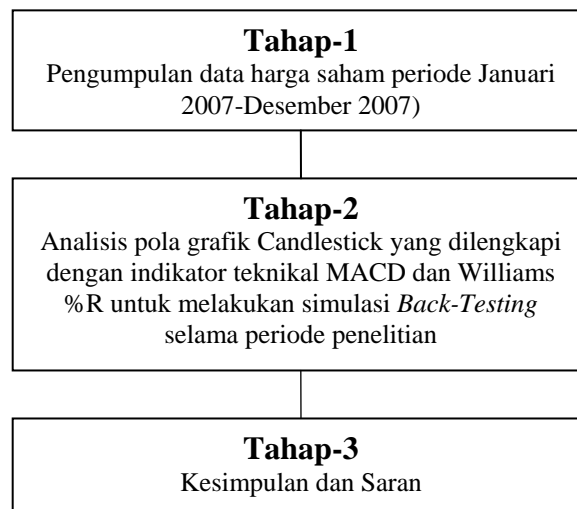 Tahap-1
Pengumpulan data harga saham periode Januari
2007-Desember 2007)
Tahap-2
Analisis pola grafik Candlestick yang dilengkapi
dengan indikator teknikal MACD dan Williams
%R untuk melakukan simulasi Back-Testing
selama periode penelitian
Tahap-3
Kesimpulan dan Saran